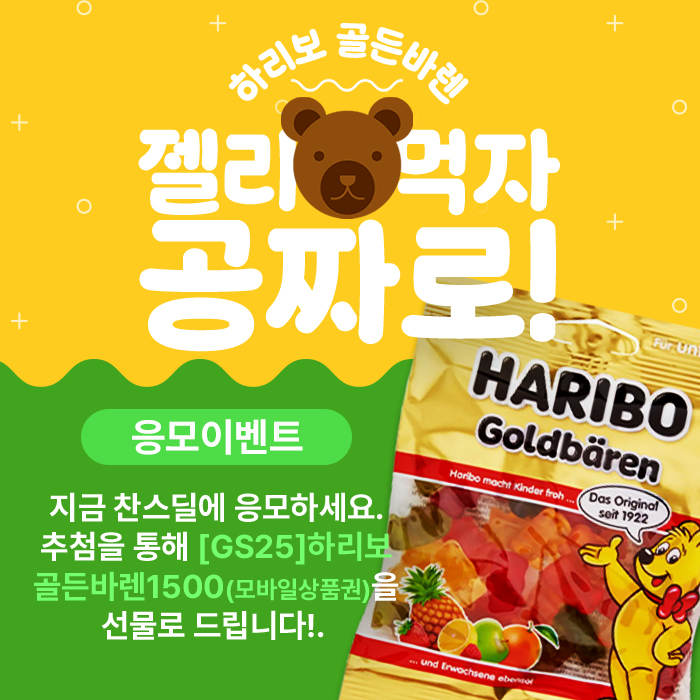 하리보 골든바렌
젤리 먹자
공짜로!
응모이벤트
지금 찬스딜에 응모하세요.
추첨을 통해 [GS25]하리보
골든바렌1500(모바일상품권)을
선물로 드립니다!.
Für
HARIBO
Goldbären
Haribo macht Kinder froh ...
Das Original
seit 1922
... und Erwachsene ebenso!